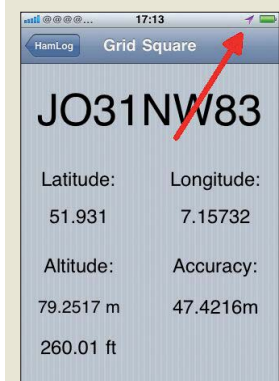 @@@@... 17:13
HamLog Grid Square
JO31NW83
Latitude: Longitude:
51.931 7.15732
Altitude: Accuracy:
79.2517 m 47.4216m
260.01 ft